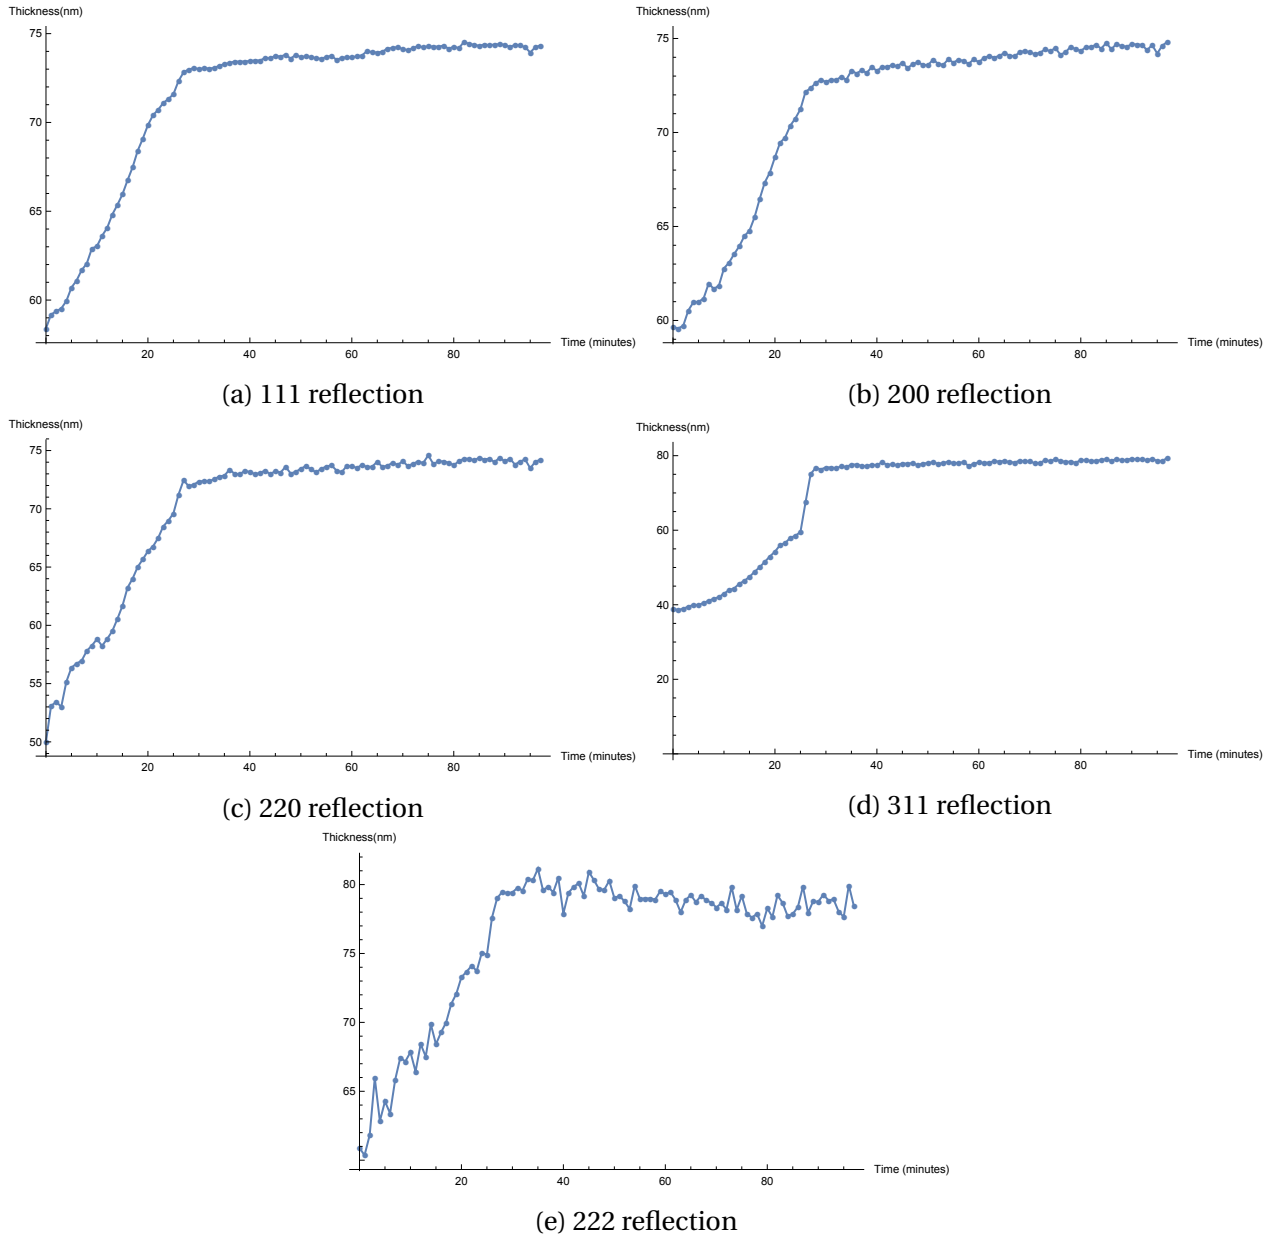 Thickness(nm)
75
70
65
60
20 40 60 80
Time (minutes)
(a) 111 reflection
Thickness(nm)
75
70
65
60
20 40 60 80
Time (minutes)
(b) 200 reflection
Thickness(nm)
75
70
65
60
55
50
20 40 60 80
Time (minutes)
(c) 220 reflection
Thickness(nm)
80
60
40
20
20 40 60 80
Time (minutes)
(d) 311 reflection
Thickness(nm)
80
75
70
65
20 40 60 80
Time (minutes)
(e) 222 reflection